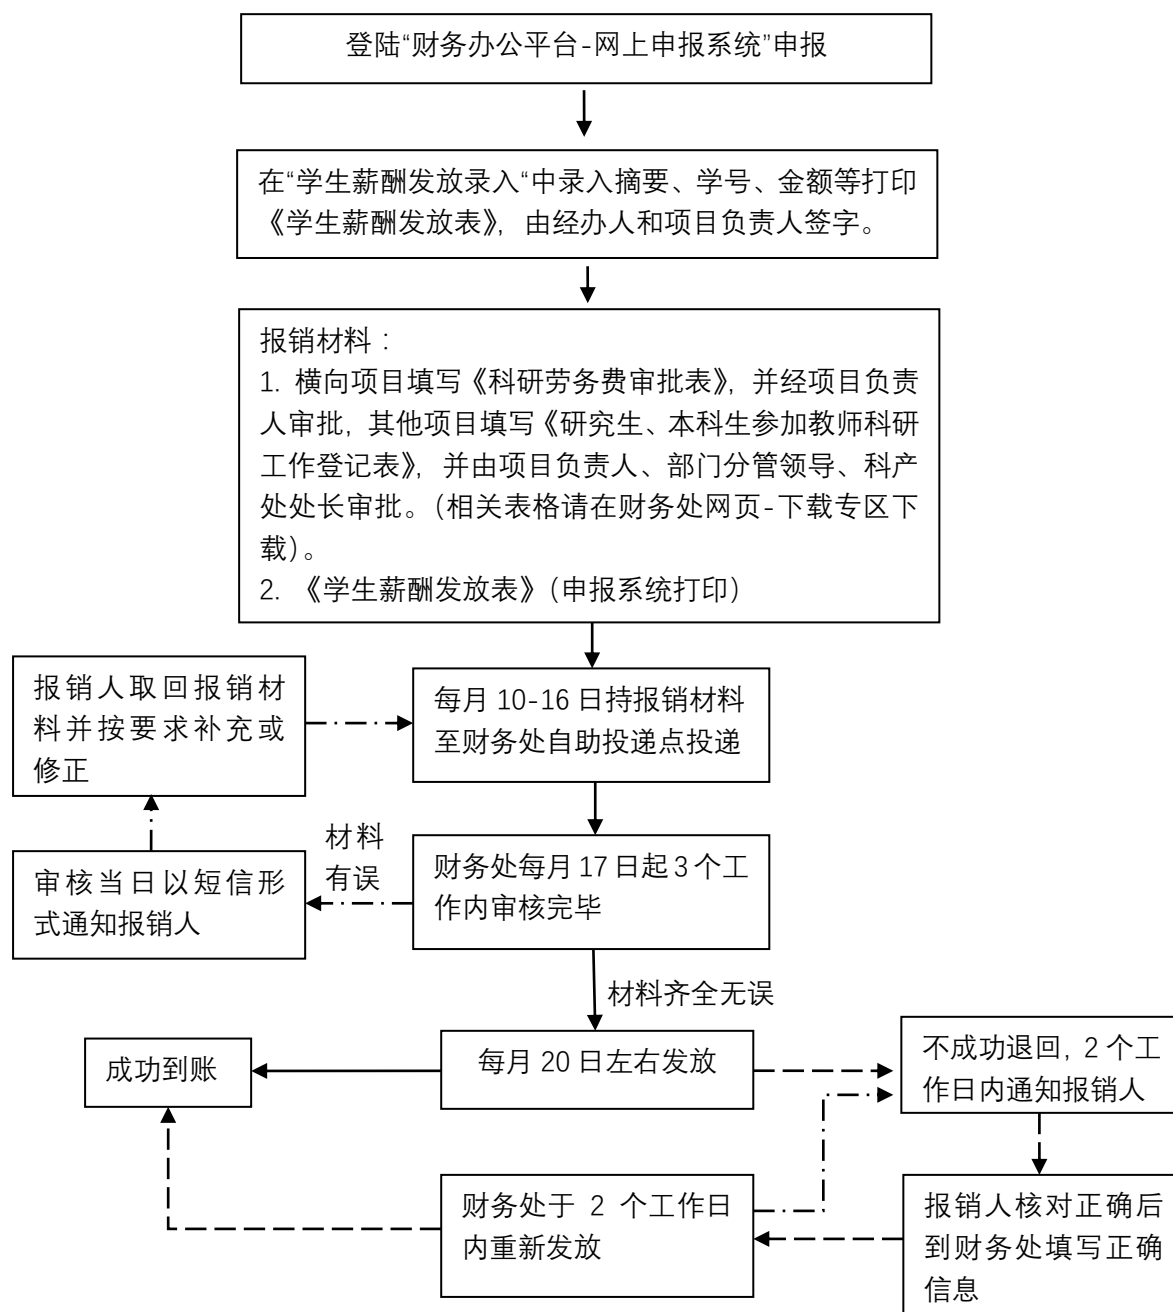 登陆“财务办公平台-网上申报系统”申报
在“学生薪酬发放录入“中录入摘要、学号、金额等打印
《学生薪酬发放表》，由经办人和项目负责人签字。
报销材料：
1. 横向项目填写《科研劳务费审批表》，并经项目负责
人审批，其他项目填写《研究生、本科生参加教师科研
工作登记表》，并由项目负责人、部门分管领导、科产
处处长审批。（相关表格请在财务处网页-下载专区下
载）。
2. 《学生薪酬发放表》（申报系统打印）
报销人取回报销材
料并按要求补充或
修正
每月 10-16 日持报销材料
至财务处自助投递点投递
材料
有误
审核当日以短信形
式通知报销人
财务处每月 17 日起 3 个工
作内审核完毕
材料齐全无误
成功到账
每月 20 日左右发放
不成功退回，2 个工
作日内通知报销人
财务处于 2 个工作日
内重新发放
报销人核对正确后
到财务处填写正确
信息